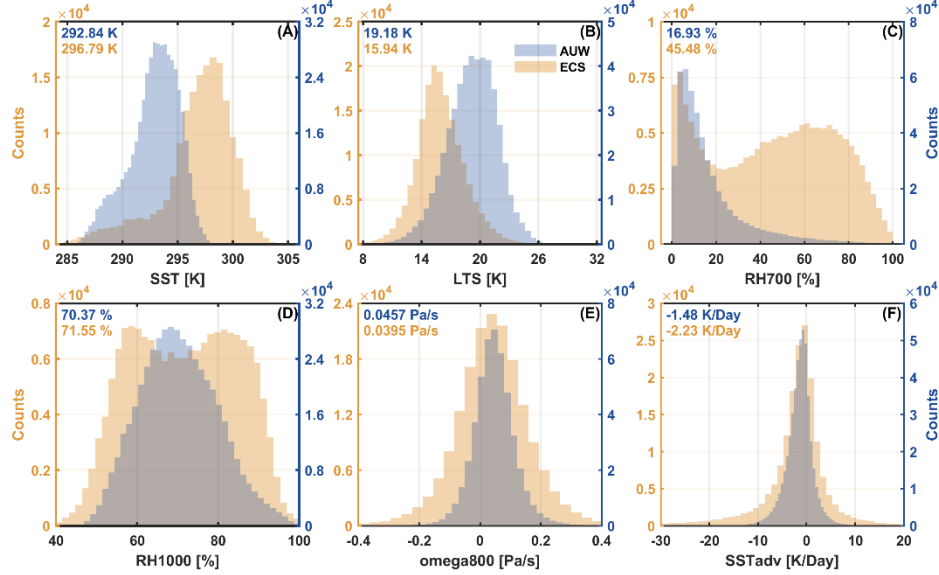 ×10⁴ ×10⁴
292.84 K
296.79 K
(A)
2
1.5
1
0.5
0
3.2
2.4
1.6
0.8
0
Counts
285 290 295 300 305
SST [K]
×10⁴ ×10⁴
19.18 K
15.94 K
(B)
AUW
ECS
2.5
2
1.5
1
0.5
0
5
4
3
2
1
0
8 14 20 26 32
LTS [K]
×10⁴ ×10⁴
16.93 %
45.48 %
(C)
1
0.75
0.5
0.25
0
8
6
4
2
0
Counts
0 20 40 60 80 100
RH700 [%]
×10⁴ ×10⁴
70.37 %
71.55 %
(D)
0.8
0.6
0.4
0.2
0
3.2
2.4
1.6
0.8
0
Counts
40 60 80 100
RH1000 [%]
×10⁴ ×10⁴
0.0457 Pa/s
0.0395 Pa/s
(E)
2.4
1.8
1.2
0.6
0
8
6
4
2
0
-0.4 -0.2 0 0.2 0.4
omega800 [Pa/s]
×10⁴ ×10⁴
-1.48 K/Day
-2.23 K/Day
(F)
3
2.5
2
1.5
1
0.5
0
6
5
4
3
2
1
0
Counts
-30 -20 -10 0 10 20
SSTadv [K/Day]